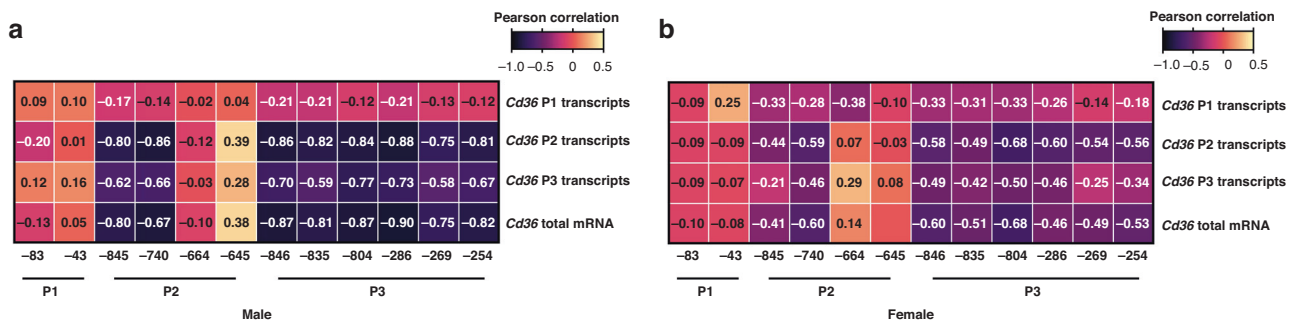 a
Pearson correlation
−1.0 −0.5 0 0.5
0.09 0.10 −0.17 −0.14 −0.02 0.04 −0.21 −0.21 −0.12 −0.21 −0.13 −0.12 Cd36 P1 transcripts
−0.20 0.01 −0.80 −0.86 −0.12 0.39 −0.86 −0.82 −0.84 −0.88 −0.75 −0.81 Cd36 P2 transcripts
0.12 0.16 −0.62 −0.66 −0.03 0.28 −0.70 −0.59 −0.77 −0.73 −0.58 −0.67 Cd36 P3 transcripts
−0.13 0.05 −0.80 −0.67 −0.10 0.38 −0.87 −0.81 −0.87 −0.90 −0.75 −0.82 Cd36 total mRNA
−83 −43 −845 −740 −664 −645 −846 −835 −804 −286 −269 −254
P1 P2 P3
Male
b
Pearson correlation
−1.0 −0.5 0 0.5
−0.09 0.25 −0.33 −0.28 −0.38 −0.10 −0.33 −0.31 −0.33 −0.26 −0.14 −0.18 Cd36 P1 transcripts
−0.09 −0.09 −0.44 −0.59 0.07 −0.03 −0.58 −0.49 −0.68 −0.60 −0.54 −0.56 Cd36 P2 transcripts
−0.09 −0.07 −0.21 −0.46 0.29 0.08 −0.49 −0.42 −0.50 −0.46 −0.25 −0.34 Cd36 P3 transcripts
−0.10 −0.08 −0.41 −0.60 0.14 −0.60 −0.51 −0.68 −0.46 −0.49 −0.53 Cd36 total mRNA
−83 −43 −845 −740 −664 −645 −846 −835 −804 −286 −269 −254
P1 P2 P3
Female